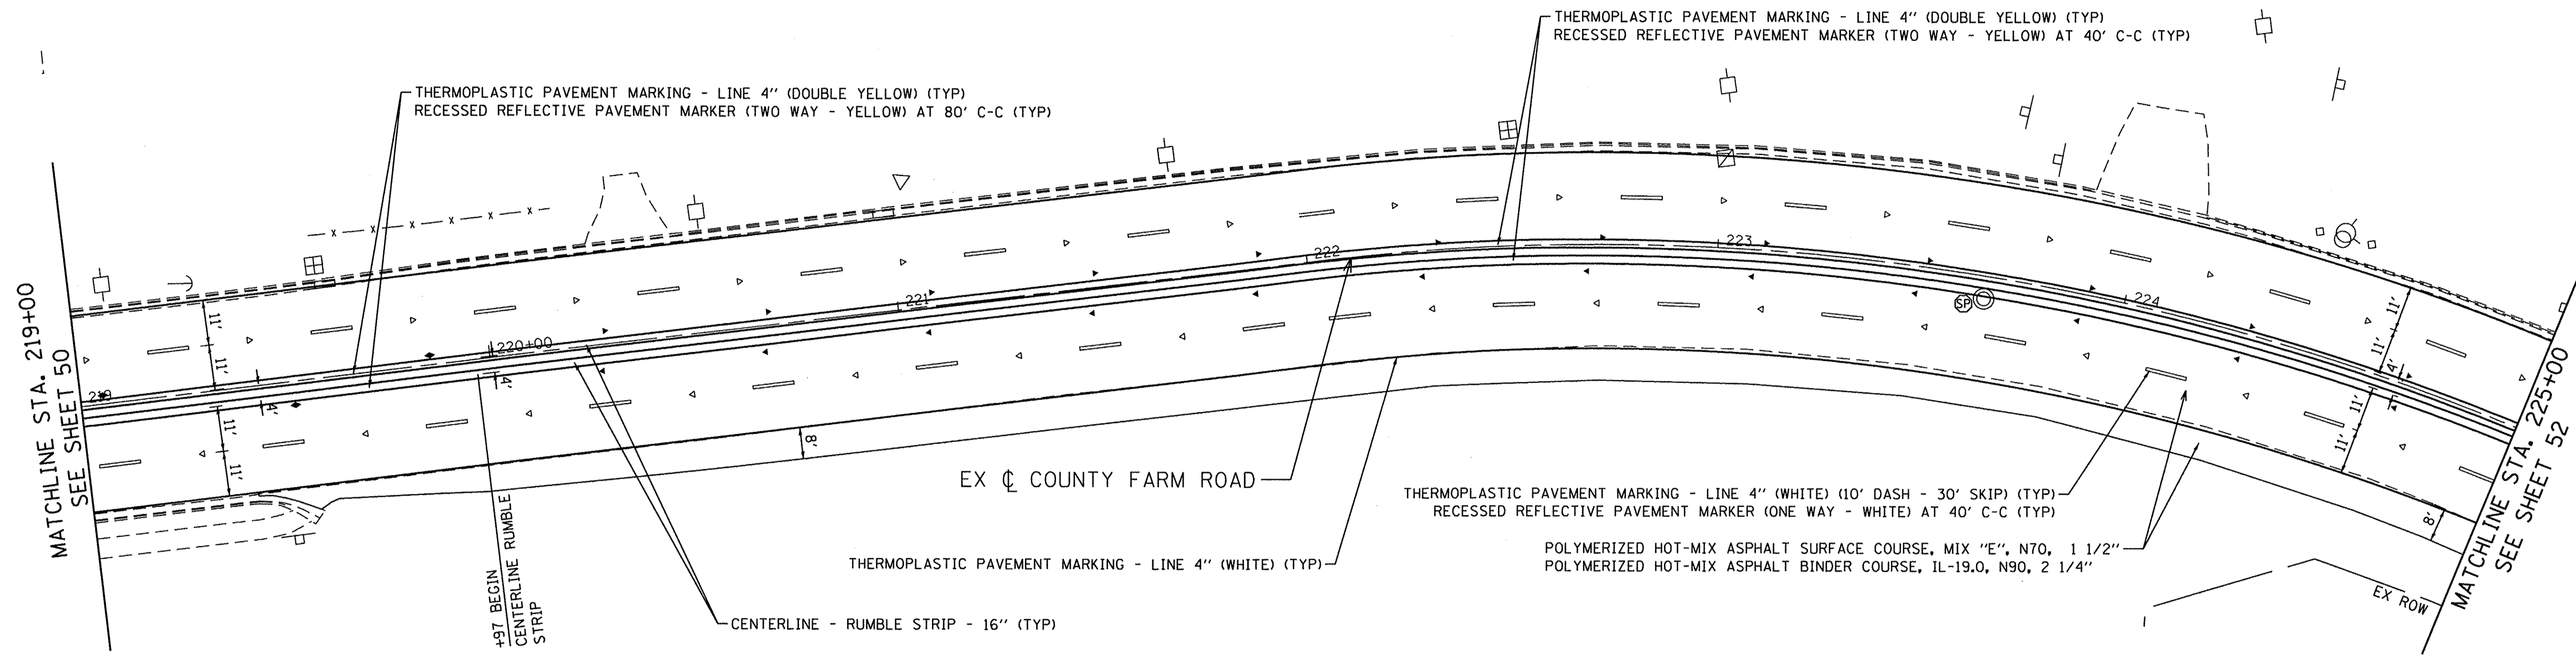 THERMOPLASTIC PAVEMENT MARKING - LINE 4" (DOUBLE YELLOW) (TYP)
RECESSED REFLECTIVE PAVEMENT MARKER (TWO WAY - YELLOW) AT 40' C-C (TYP)
THERMOPLASTIC PAVEMENT MARKING - LINE 4" (DOUBLE YELLOW) (TYP)
RECESSED REFLECTIVE PAVEMENT MARKER (TWO WAY - YELLOW) AT 80' C-C (TYP)
MATCHLINE STA. 219+00
SEE SHEET 50
219
220+00
221
222
223
224
11'
11'
4'
11'
11'
4'
8'
x x x x x x
SP
11'
11'
4'
11'
11'
8'
EX ℄ COUNTY FARM ROAD
THERMOPLASTIC PAVEMENT MARKING - LINE 4" (WHITE) (10' DASH - 30' SKIP) (TYP)
RECESSED REFLECTIVE PAVEMENT MARKER (ONE WAY - WHITE) AT 40' C-C (TYP)
POLYMERIZED HOT-MIX ASPHALT SURFACE COURSE, MIX "E", N70, 1 1/2"
POLYMERIZED HOT-MIX ASPHALT BINDER COURSE, IL-19.0, N90, 2 1/4"
THERMOPLASTIC PAVEMENT MARKING - LINE 4" (WHITE) (TYP)
+97 BEGIN
CENTERLINE RUMBLE
STRIP
CENTERLINE - RUMBLE STRIP - 16" (TYP)
EX ROW
MATCHLINE STA. 225+00
SEE SHEET 52